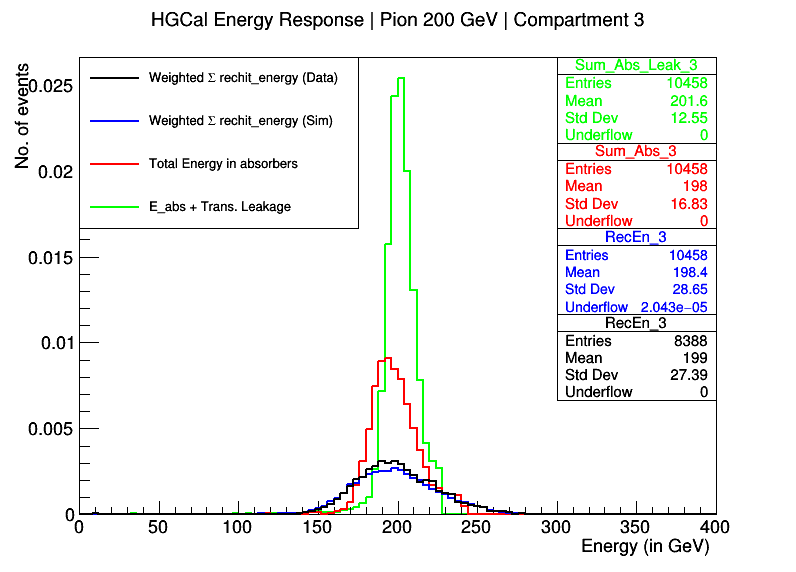 HGCal Energy Response | Pion 200 GeV | Compartment 3
No. of events
0.025
0.02
0.015
0.01
0.005
0
Weighted Σ rechit_energy (Data)
Weighted Σ rechit_energy (Sim)
Total Energy in absorbers
E_abs + Trans. Leakage
Sum_Abs_Leak_3
Entries 10458
Mean 201.6
Std Dev 12.55
Underflow 0
Sum_Abs_3
Entries 10458
Mean 198
Std Dev 16.83
Underflow 0
RecEn_3
Entries 10458
Mean 198.4
Std Dev 28.65
Underflow 2.043e−05
RecEn_3
Entries 8388
Mean 199
Std Dev 27.39
Underflow 0
0 50 100 150 200 250 300 350 400
Energy (in GeV)